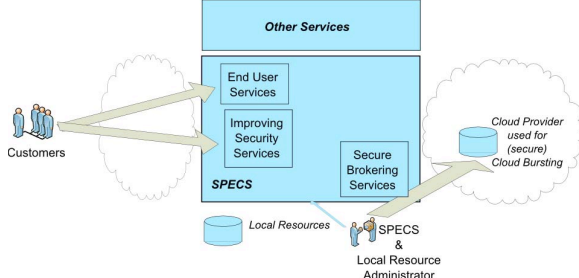 Other Services
End User
Services
Improving
Security
Services
Secure
Brokering
Services
SPECS
Customers
Cloud Provider
used for
(secure)
Cloud Bursting
Local Resources
SPECS
&
Local Resource
Administrator